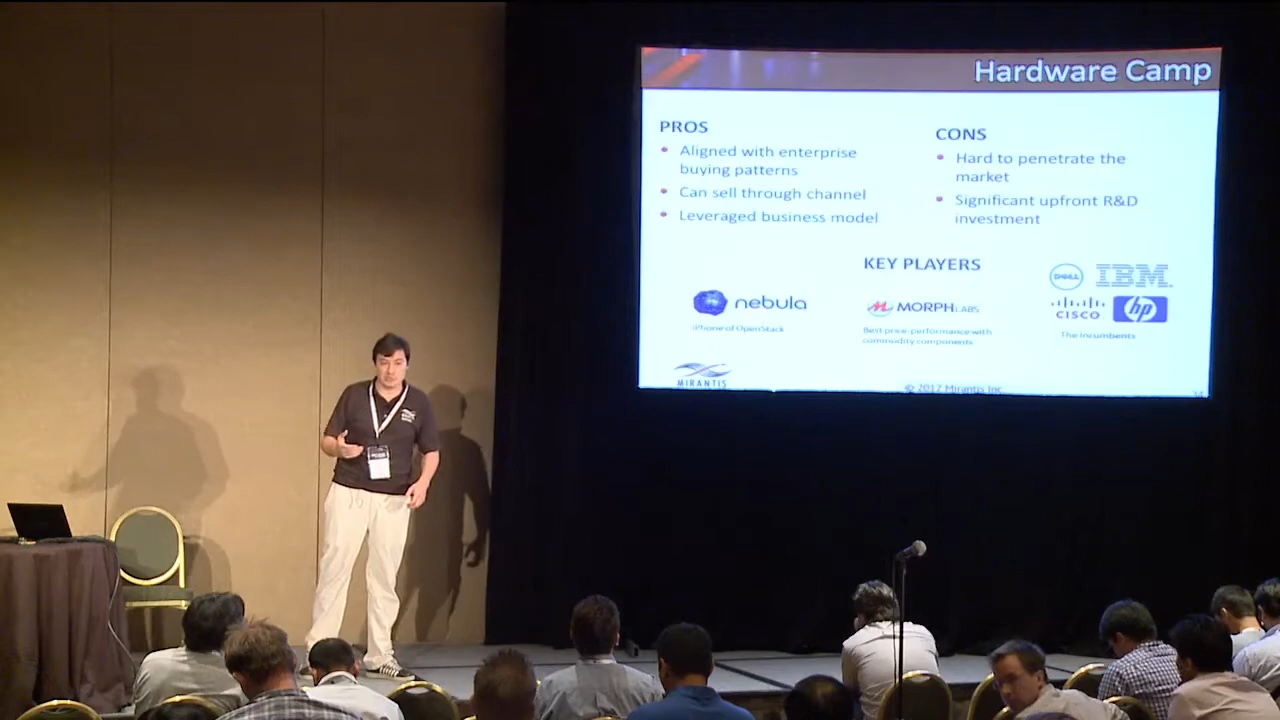 Hardware Camp
PROS
Aligned with enterprise
buying patterns
Can sell through channel
Leveraged business model
CONS
Hard to penetrate the
market
Significant upfront R&D
investment
KEY PLAYERS
nebula
iPhone of OpenStack
MORPHLABS
Best price-performance with
commodity components
DELL
IBM
CISCO
hp
The Incumbents
MIRANTIS
© 2012 Mirantis Inc.